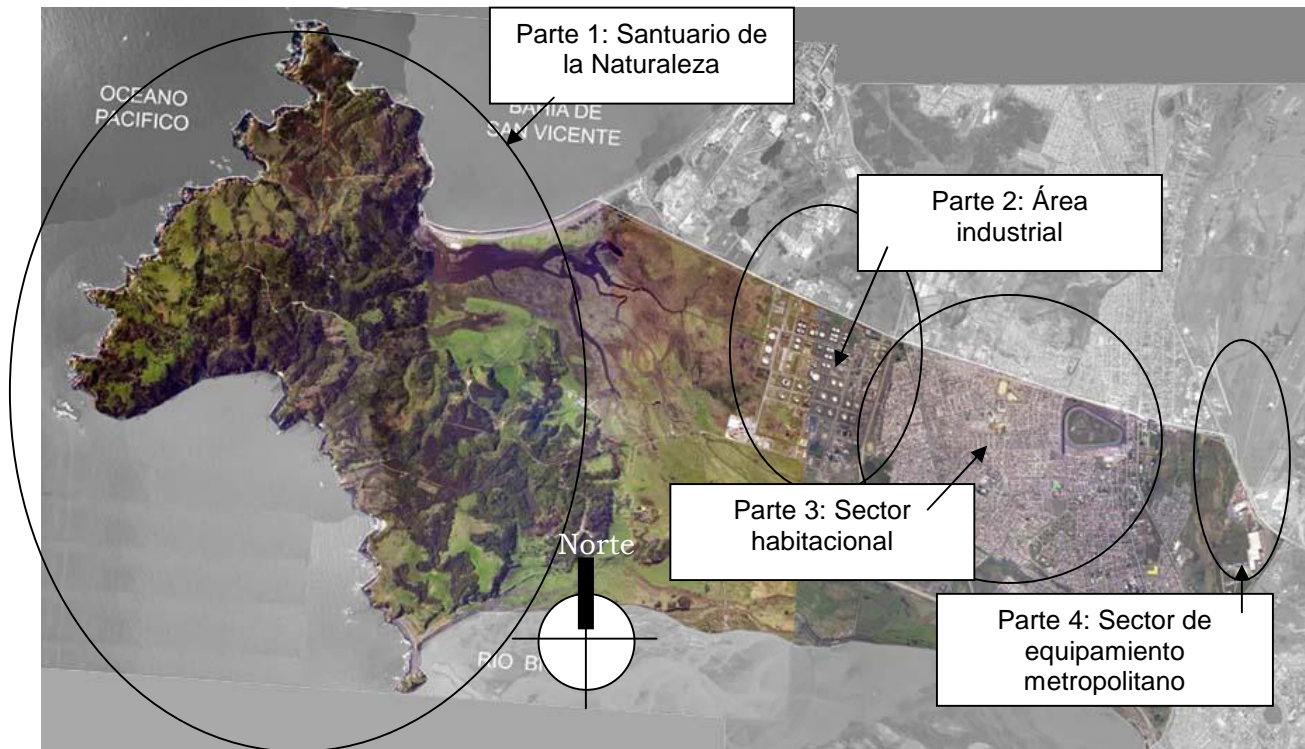 Parte 1: Santuario de
la Naturaleza
OCEANO
PACIFICO
BAHIA DE
SAN VICENTE
Parte 2: Área
industrial
Parte 3: Sector
habitacional
Norte
Parte 4: Sector de
equipamiento
metropolitano
RIO